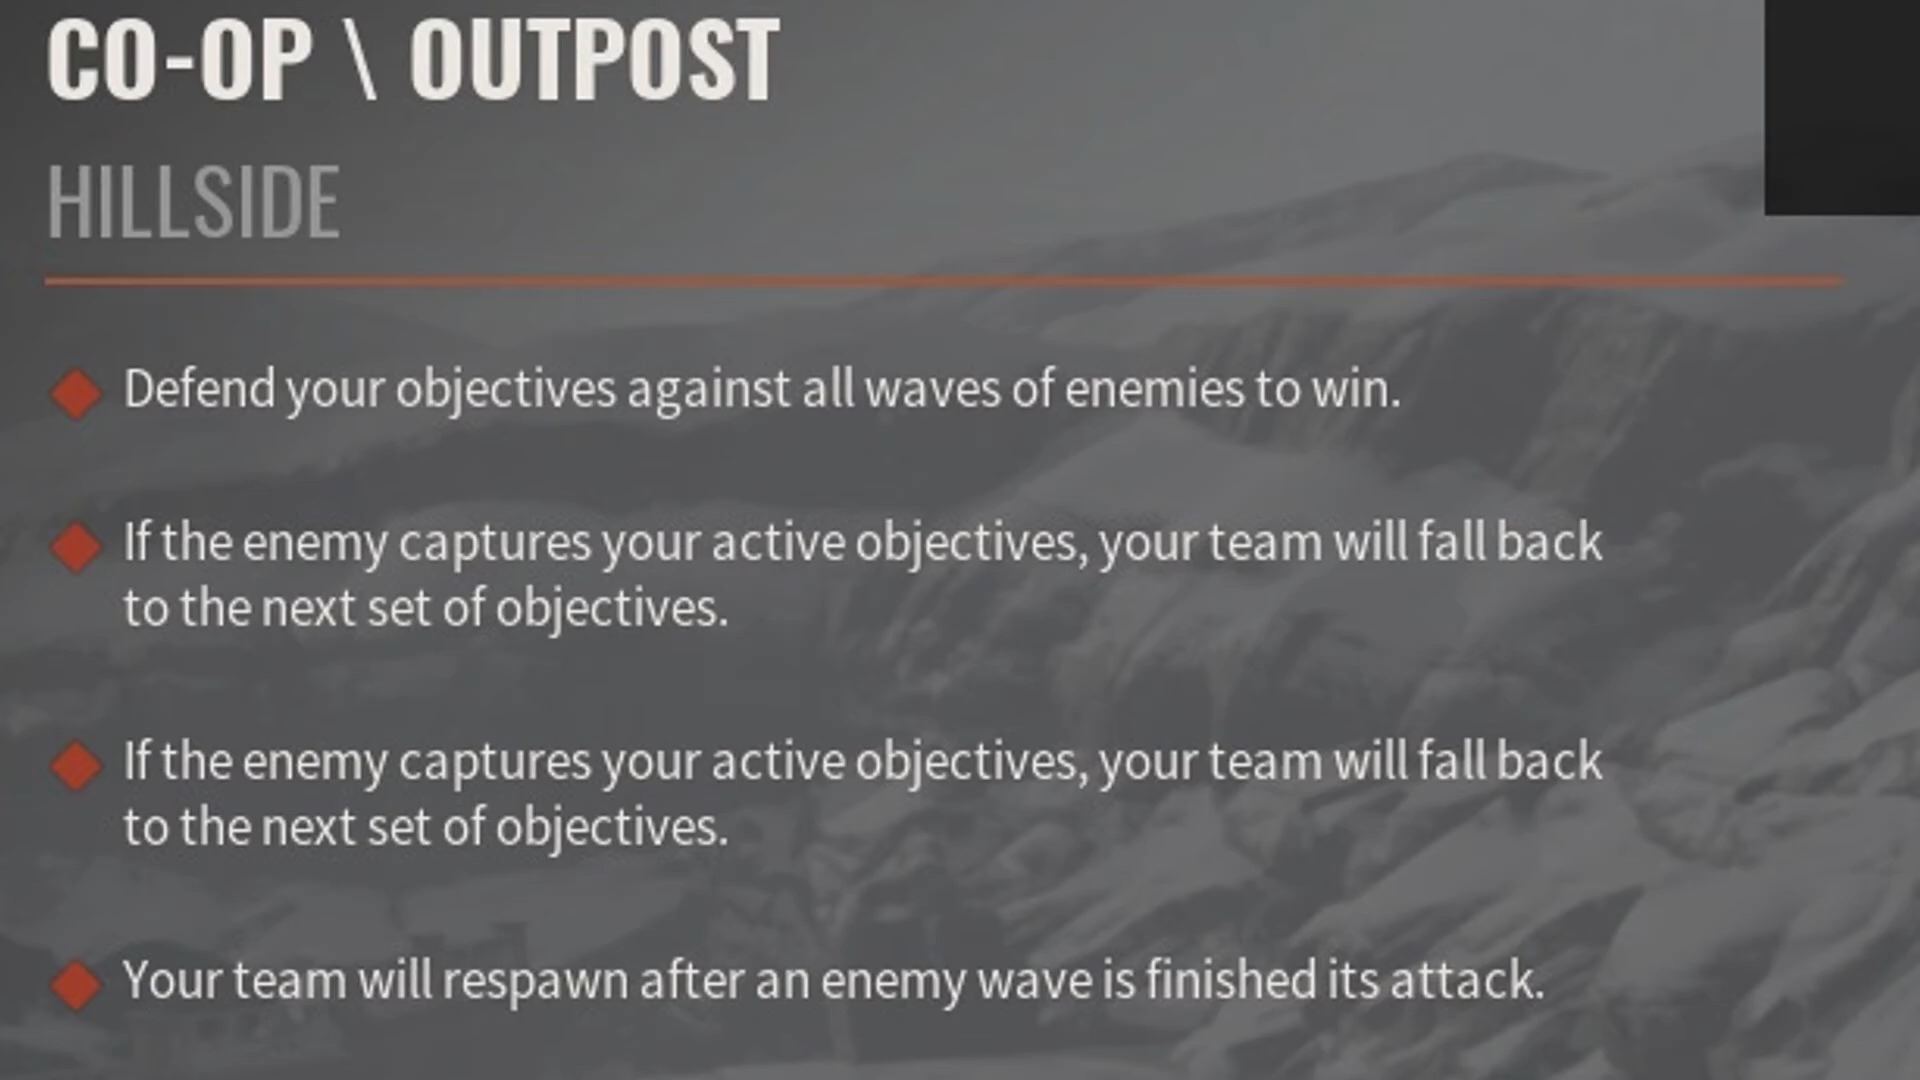 CO-OP \ OUTPOST
HILLSIDE
Defend your objectives against all waves of enemies to win.
If the enemy captures your active objectives, your team will fall back
to the next set of objectives.
If the enemy captures your active objectives, your team will fall back
to the next set of objectives.
Your team will respawn after an enemy wave is finished its attack.